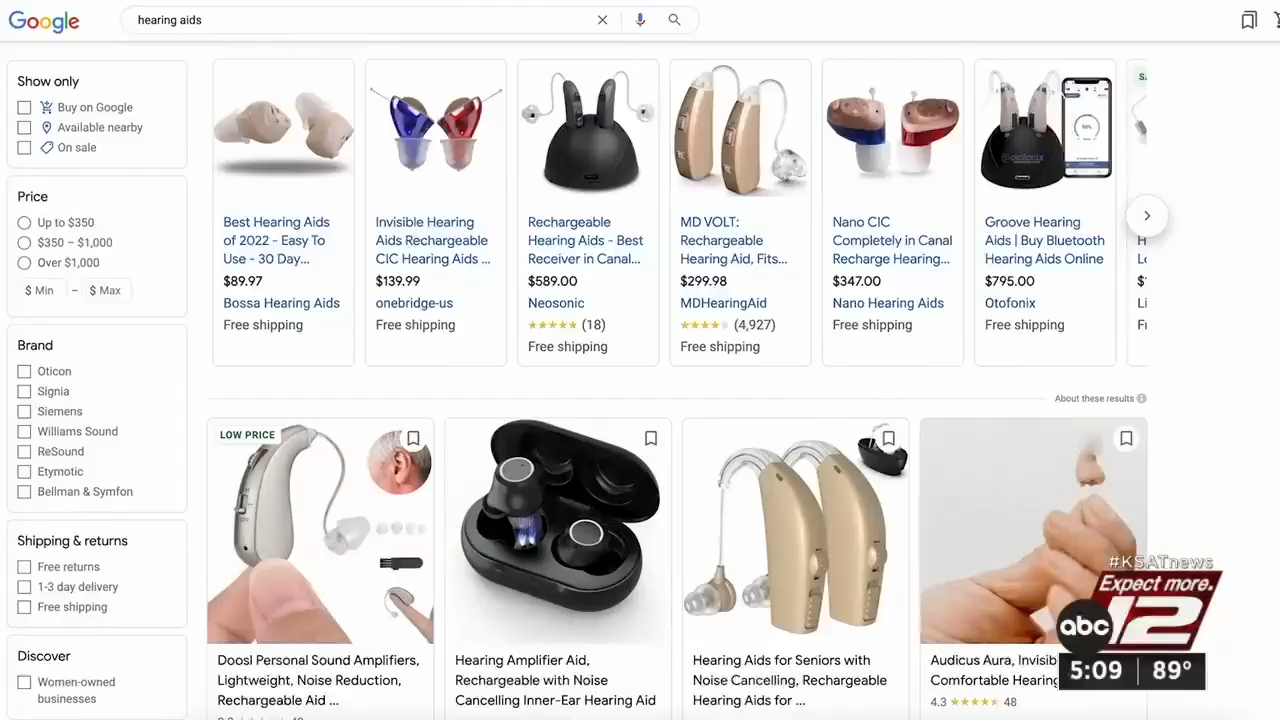 Google
hearing aids
Show only
Buy on Google
Available nearby
On sale
Price
Up to $350
$350 – $1,000
Over $1,000
$ Min – $ Max
Brand
Oticon
Signia
Siemens
Williams Sound
ReSound
Etymotic
Bellman & Symfon
Shipping & returns
Free returns
1-3 day delivery
Free shipping
Discover
Women-owned
businesses
Best Hearing Aids
of 2022 - Easy To
Use - 30 Day...
$89.97
Bossa Hearing Aids
Free shipping
Invisible Hearing
Aids Rechargeable
CIC Hearing Aids ...
$139.99
onebridge-us
Free shipping
Rechargeable
Hearing Aids - Best
Receiver in Canal...
$589.00
Neosonic
(18)
Free shipping
MD VOLT:
Rechargeable
Hearing Aid, Fits...
$299.98
MDHearingAid
(4,927)
Free shipping
Nano CIC
Completely in Canal
Recharge Hearing...
$347.00
Nano Hearing Aids
Free shipping
otofonix
Groove Hearing
Aids | Buy Bluetooth
Hearing Aids Online
$795.00
Otofonix
Free shipping
About these results
LOW PRICE
Doosl Personal Sound Amplifiers,
Lightweight, Noise Reduction,
Rechargeable Aid ...
Hearing Amplifier Aid,
Rechargeable with Noise
Cancelling Inner-Ear Hearing Aid
Hearing Aids for Seniors with
Noise Cancelling, Rechargeable
Hearing Aids for ...
Audicus Aura, Invisib
Comfortable Hearing
4.3 48
#KSATnews
Expect more.
abc 12
5:09 89°